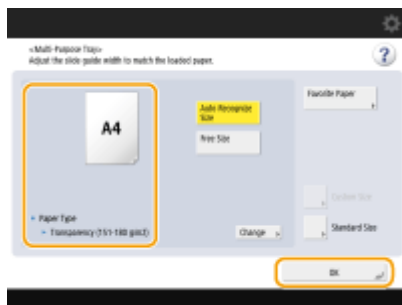 <Multi-Purpose Tray>
Adjust the slide guide width to match the loaded paper.
?
A4
Auto Recognize
Size
Free Size
Favorite Paper
Custom Size
Paper Type
Transparency (151-180 g/m2)
Change
Standard Size
OK